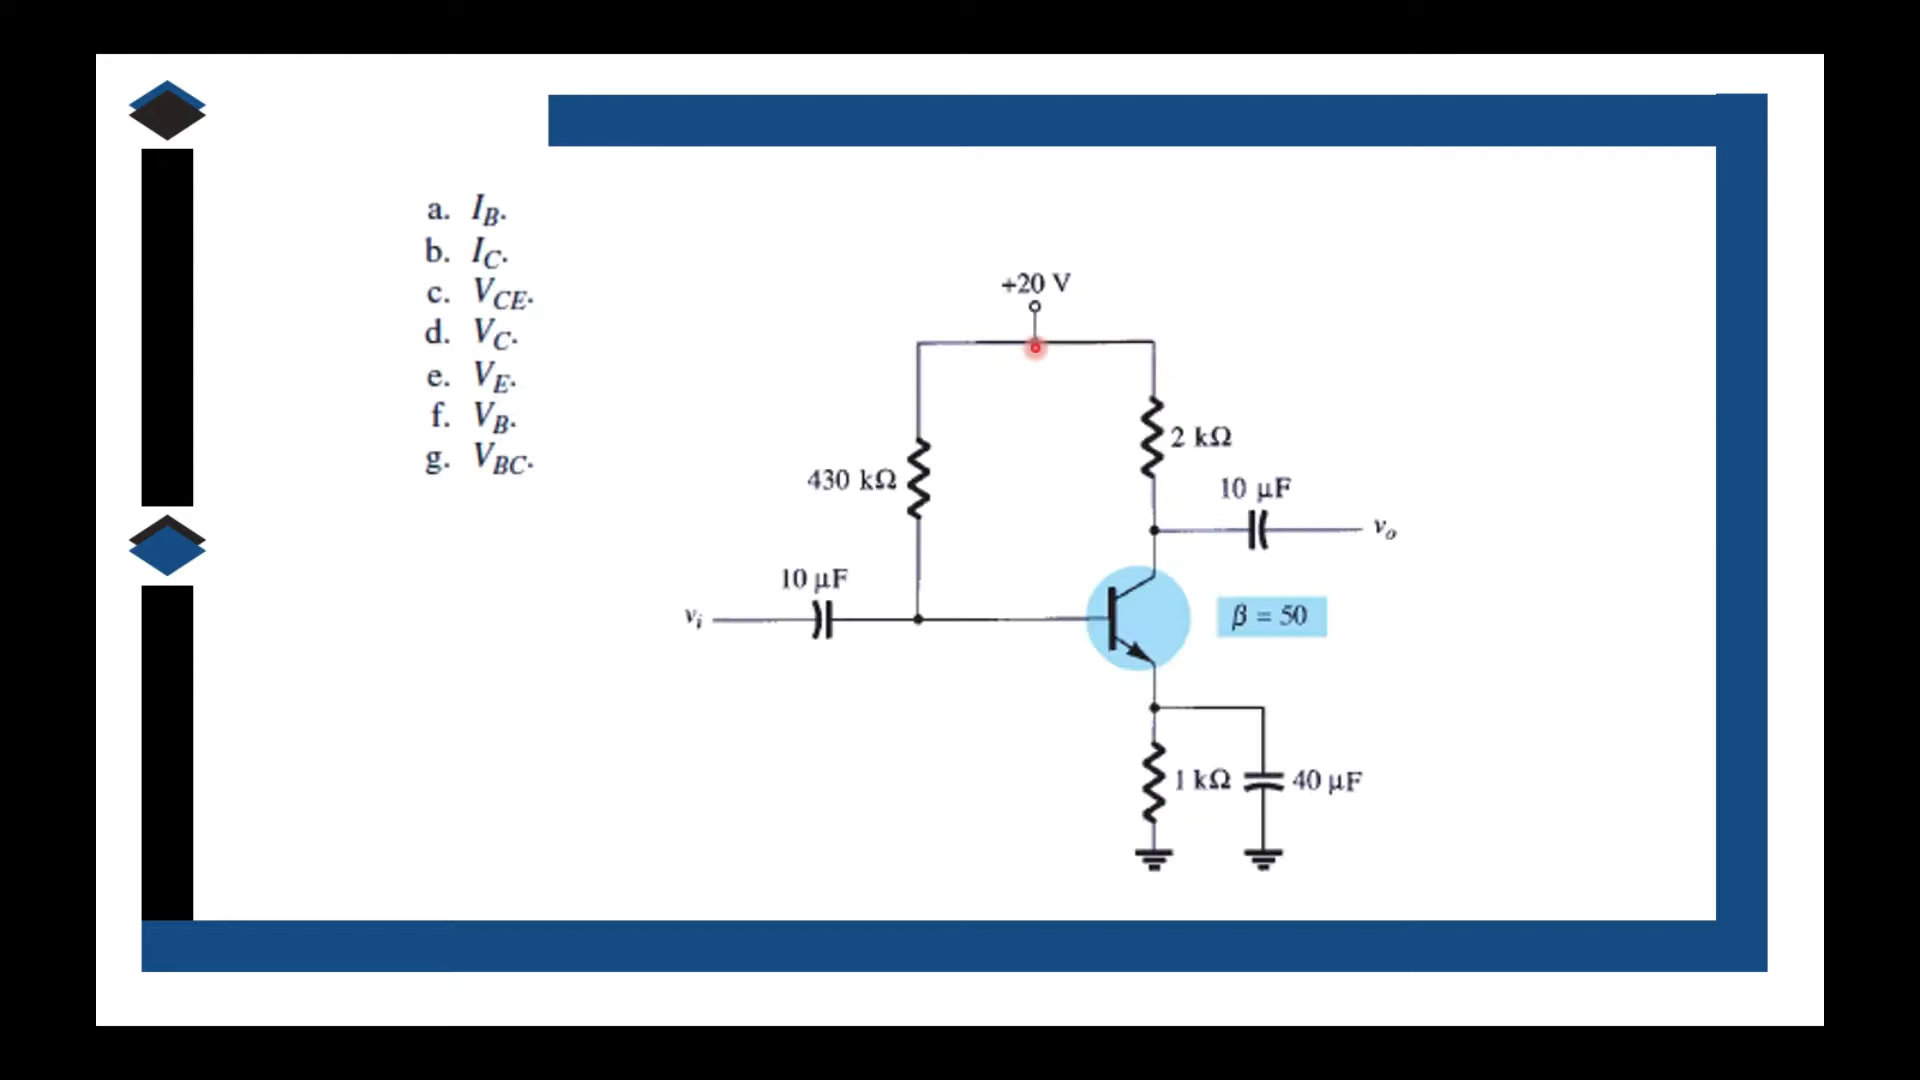 a. I_B.
b. I_C.
c. V_CE.
d. V_C.
e. V_E.
f. V_B.
g. V_BC.
+20 V
2 kΩ
430 kΩ
10 μF
v_o
10 μF
v_i
β = 50
1 kΩ
40 μF